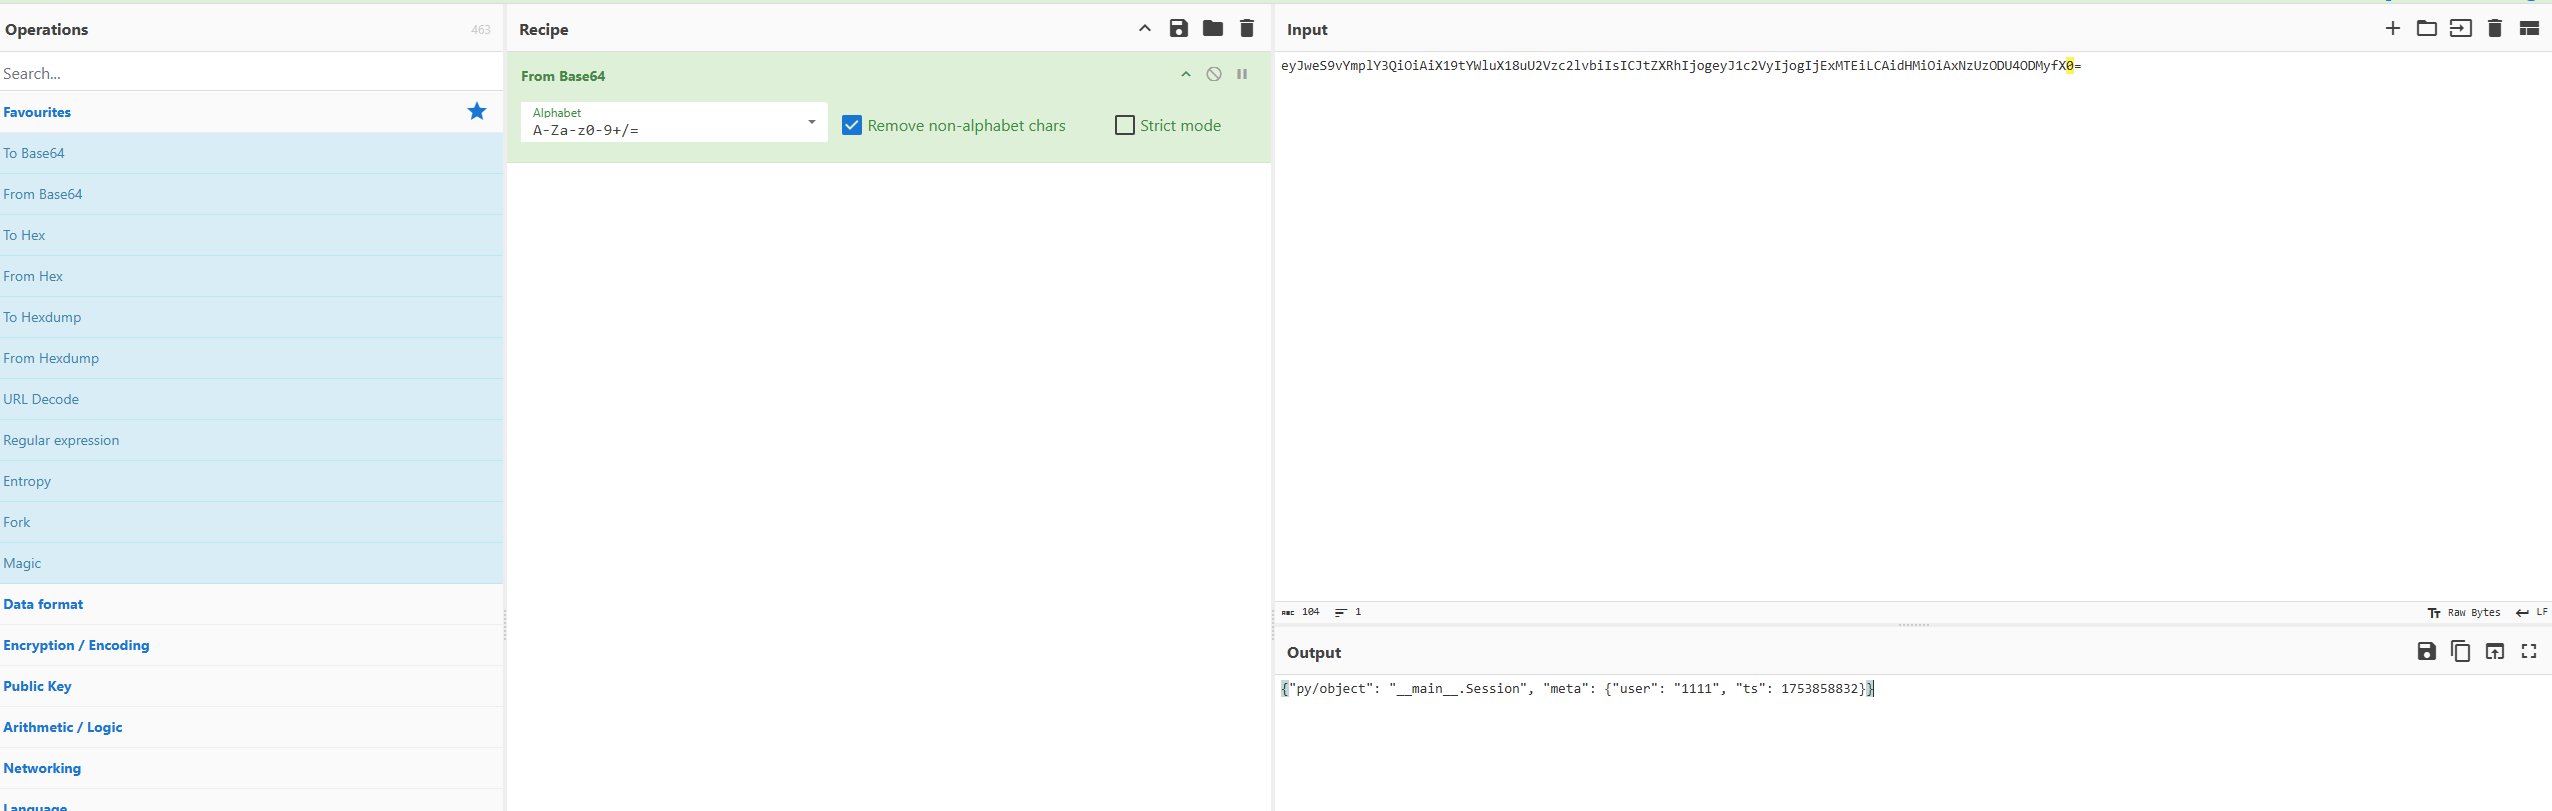 Operations
463
Search...
Favourites
To Base64
From Base64
To Hex
From Hex
To Hexdump
From Hexdump
URL Decode
Regular expression
Entropy
Fork
Magic
Data format
Encryption / Encoding
Public Key
Arithmetic / Logic
Networking
Language
Recipe
From Base64
Alphabet
A-Za-z0-9+/=
Remove non-alphabet chars
Strict mode
Input
eyJweS9vYmplY3QiOiAiX19tYWluX18uU2Vzc2lvbiIsICJtZXRhIjogeyJ1c2VyIjogIjExMTEiLCAidHMiOiAxNzUzODU4ODMyfX0=
ABC 104
1
Tт Raw Bytes
LF
Output
{"py/object": "__main__.Session", "meta": {"user": "1111", "ts": 1753858832}}